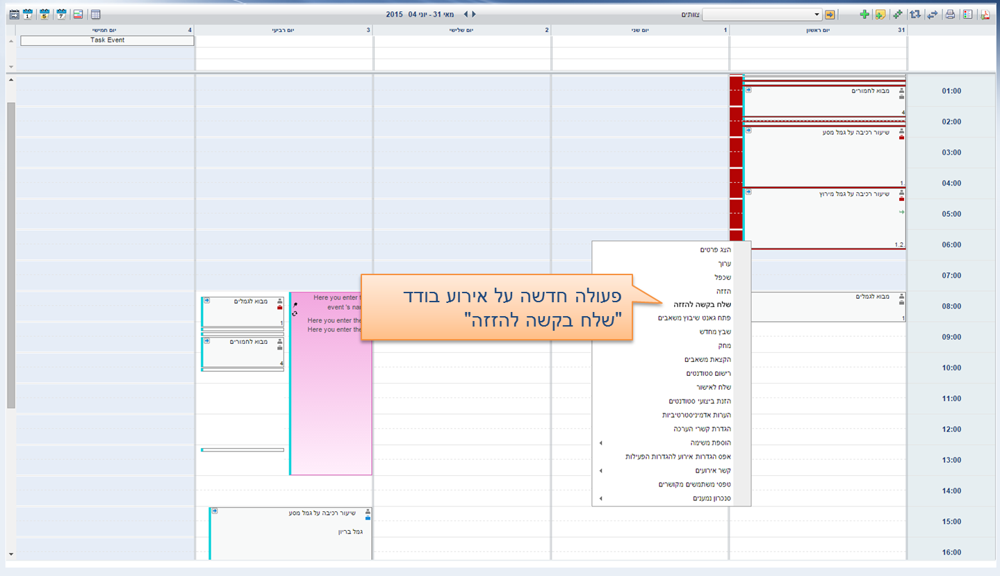 צוותים
מאי 31 - יוני 04 2015
1
5
7
31
יום ראשון
1
יום שני
2
יום שלישי
3
יום רביעי
4
יום חמישי
Task Event
01:00
02:00
03:00
04:00
05:00
06:00
07:00
08:00
09:00
10:00
11:00
12:00
13:00
14:00
15:00
16:00
מבוא לחמורים
4
שיעור רכיבה על גמל מסע
1.
שיעור רכיבה על גמל מירוץ
1.2.
מבוא לגמלים
1
הצג פרטים
ערוך
שכפל
הזזה
שלח בקשה להזזה
פתח גאנט שיבוץ משאבים
שבץ מחדש
מחק
הקצאת משאבים
רישום סטודנטים
שלח לאישור
הזנת ביצועי סטודנטים
הערות אדמיניסטרטיביות
הגדרת קשרי הערכה
הוספת משימה
אפס הגדרות אירוע להגדרות הפעילות
קשר אירועים
טפסי משתמשים מקושרים
סנכרון נמענים
פעולה חדשה על אירוע בודד
"שלח בקשה להזזה"
Here you enter
event 's
Here you enter the
Here you enter the
מבוא לגמלים
1
מבוא לחמורים
4
שיעור רכיבה על גמל מסע
גמל בריון